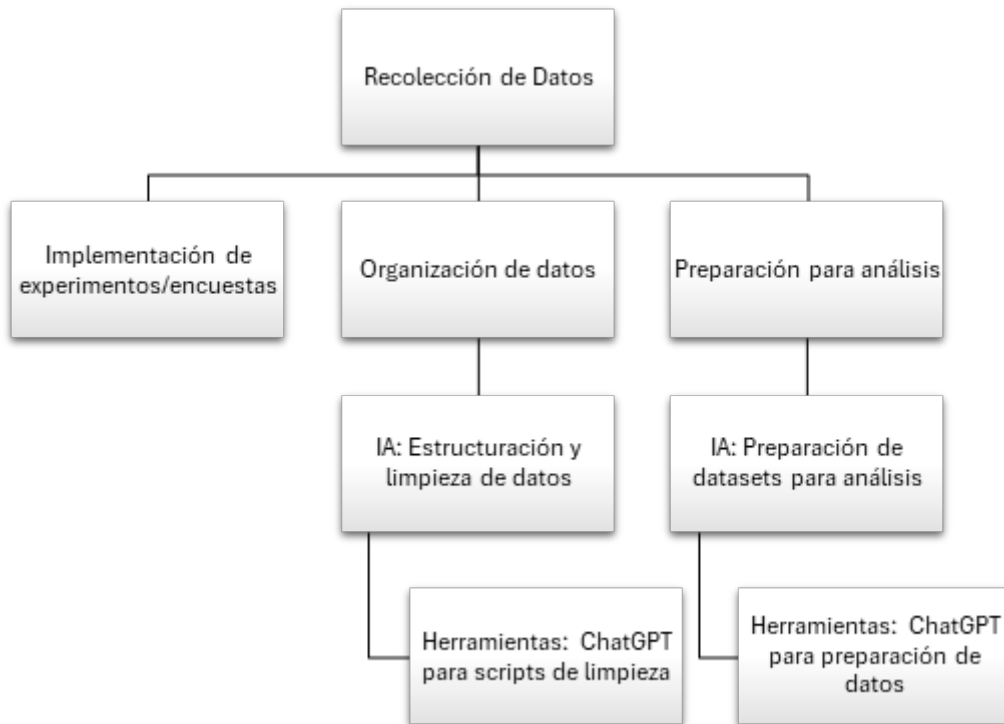 Recolección de Datos
Implementación de
experimentos/encuestas
Organización de datos
Preparación para análisis
IA: Estructuración y
limpieza de datos
IA: Preparación de
datasets para análisis
Herramientas: ChatGPT
para scripts de limpieza
Herramientas: ChatGPT
para preparación de
datos